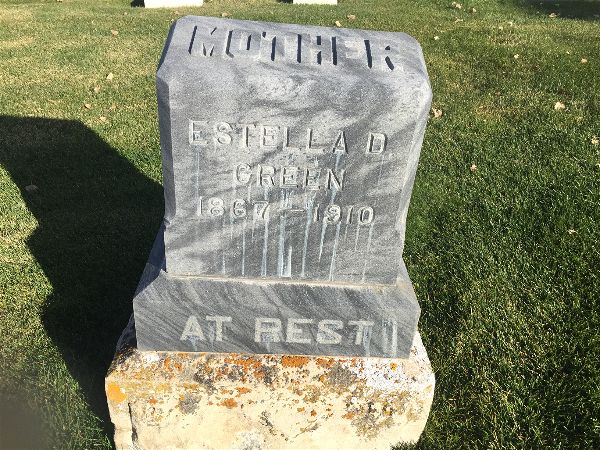 MOTHER
ESTELLA D
GREEN
1867-1910
AT REST